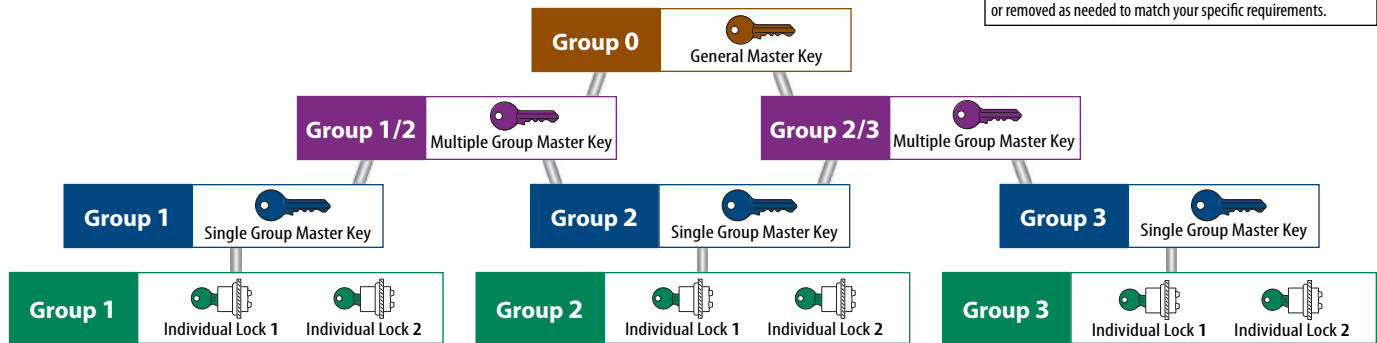 or removed as needed to match your specific requirements.
Group 0
General Master Key
Group 1/2
Multiple Group Master Key
Group 2/3
Multiple Group Master Key
Group 1
Single Group Master Key
Group 2
Single Group Master Key
Group 3
Single Group Master Key
Group 1
Individual Lock 1
Individual Lock 2
Group 2
Individual Lock 1
Individual Lock 2
Group 3
Individual Lock 1
Individual Lock 2